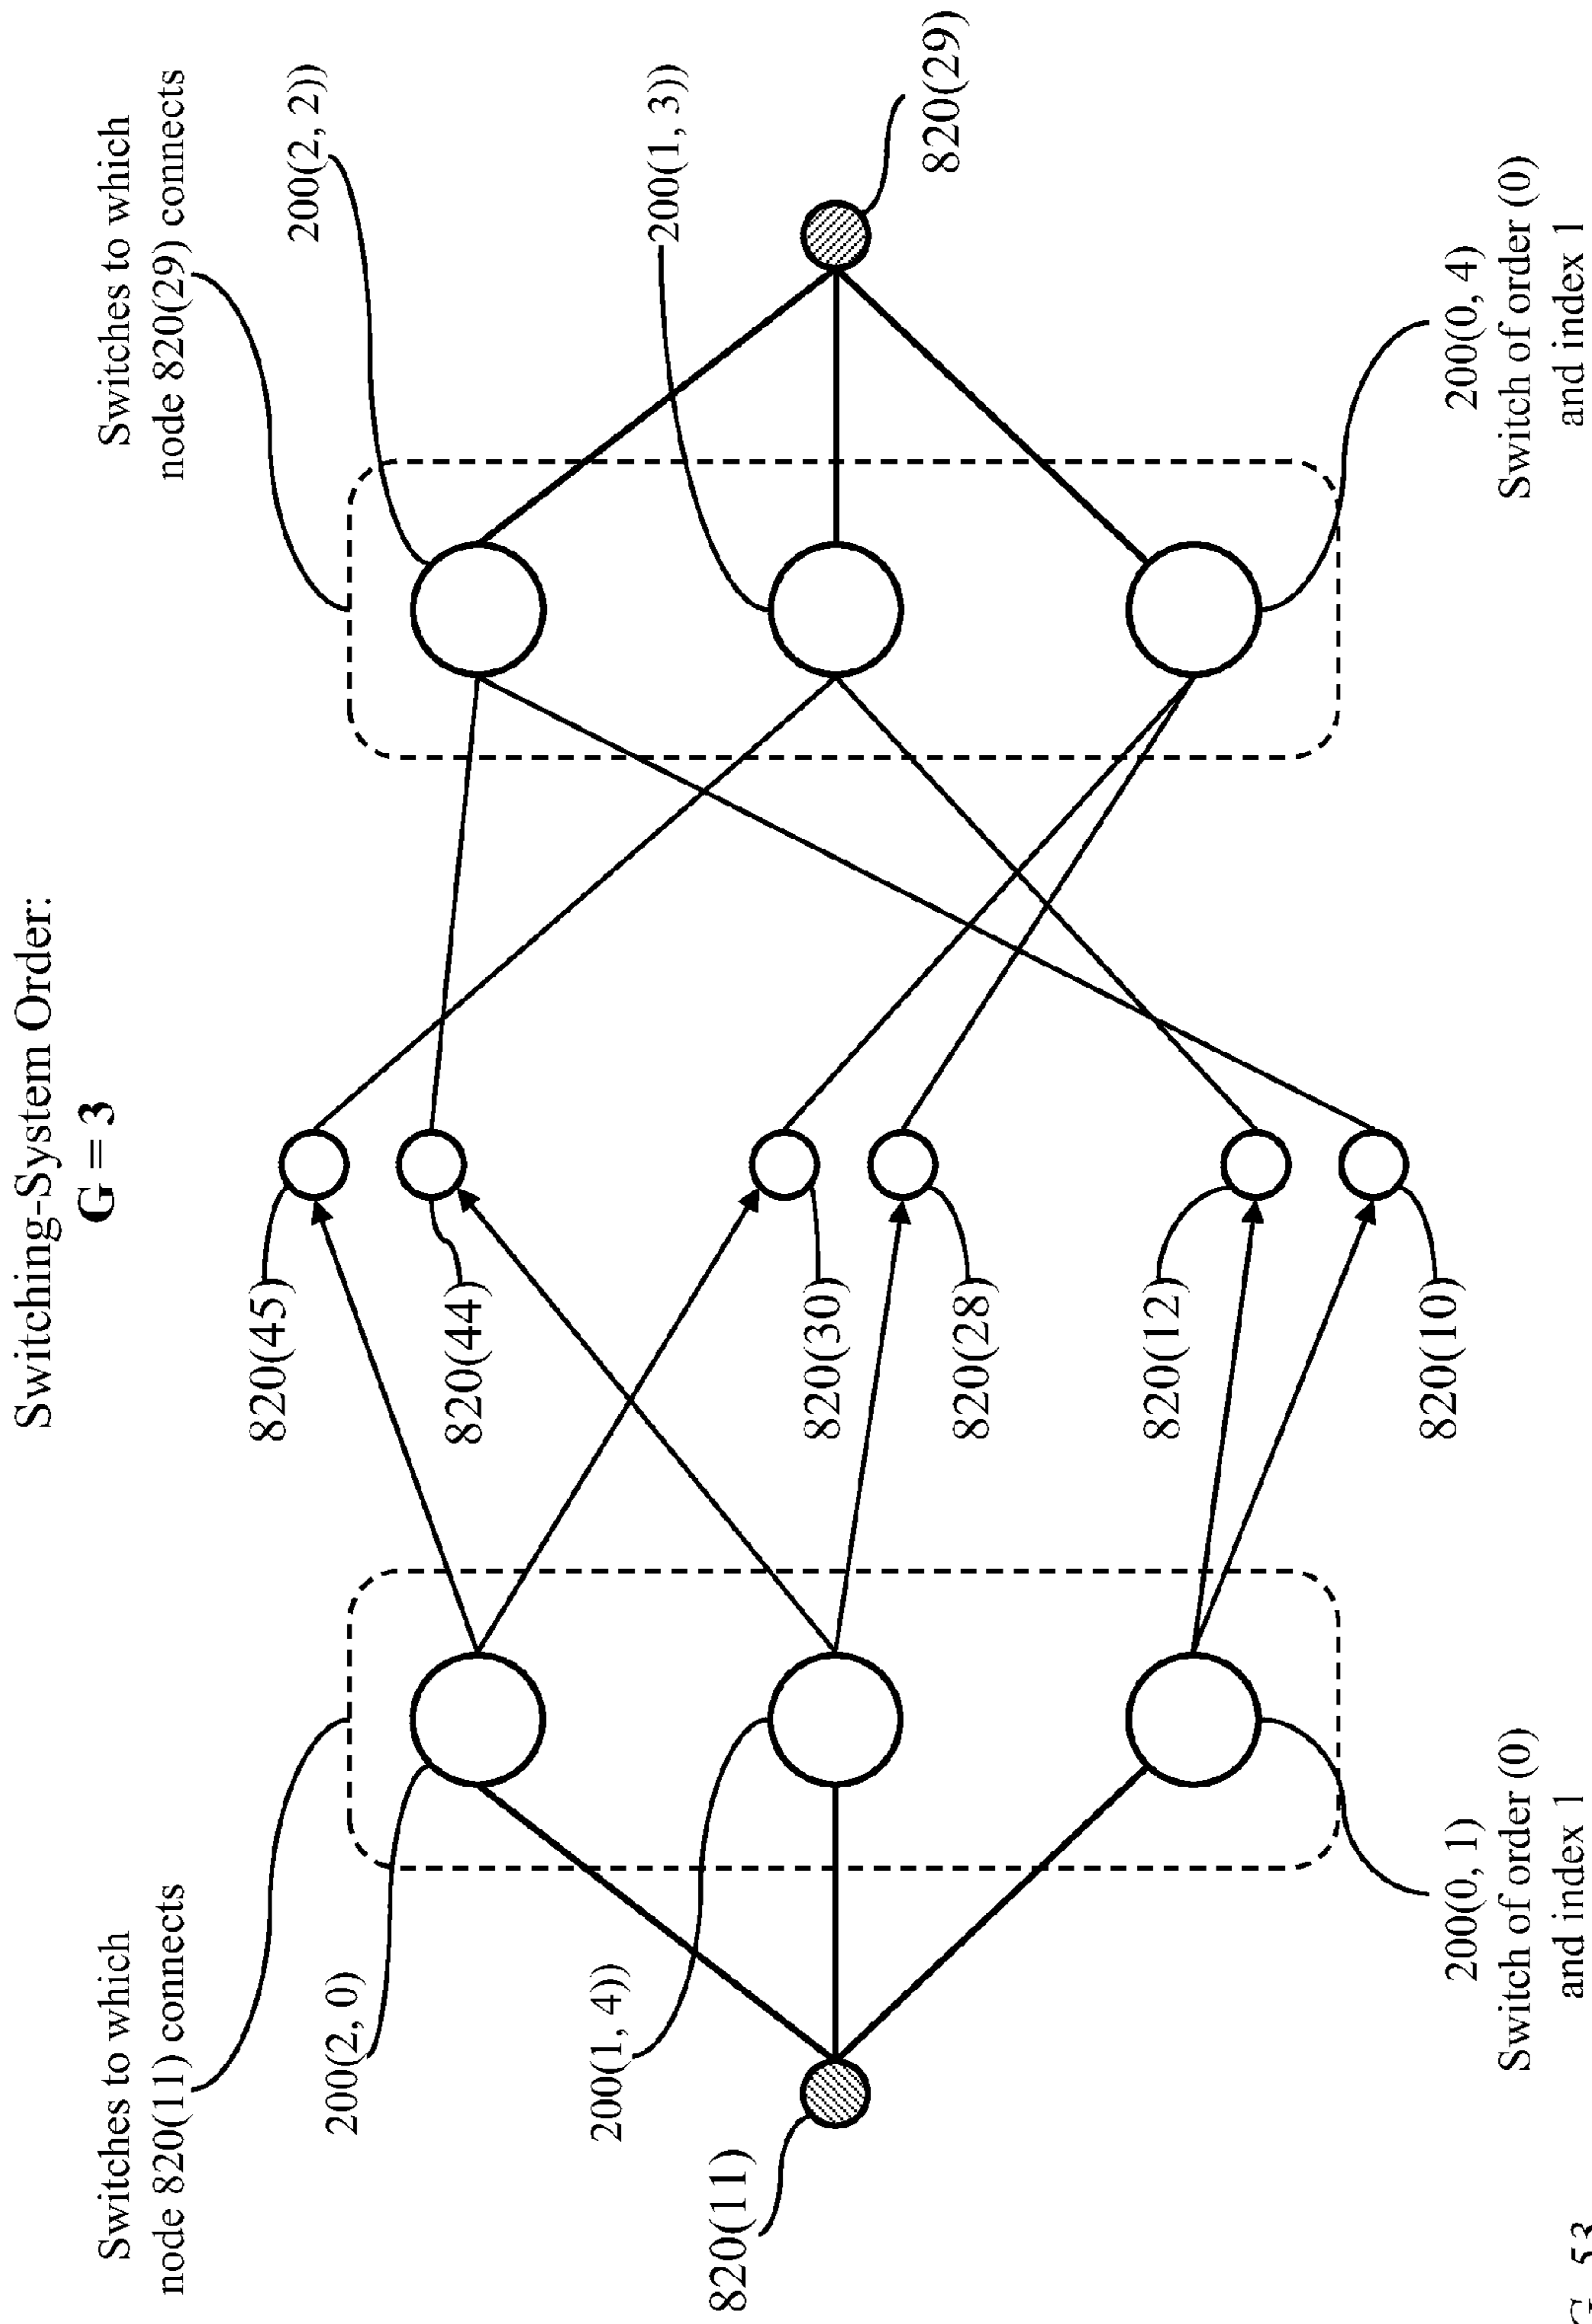 Switching-System Order:
G = 3
Switches to which
node 820(11) connects
Switches to which
node 820(29) connects
200(2, 0)
200(2, 2))
820(45)
820(44)
200(1, 4))
200(1, 3))
820(11)
820(30)
820(28)
820(29)
820(12)
820(10)
200(0, 1)
Switch of order (0)
and index 1
200(0, 4)
Switch of order (0)
and index 1